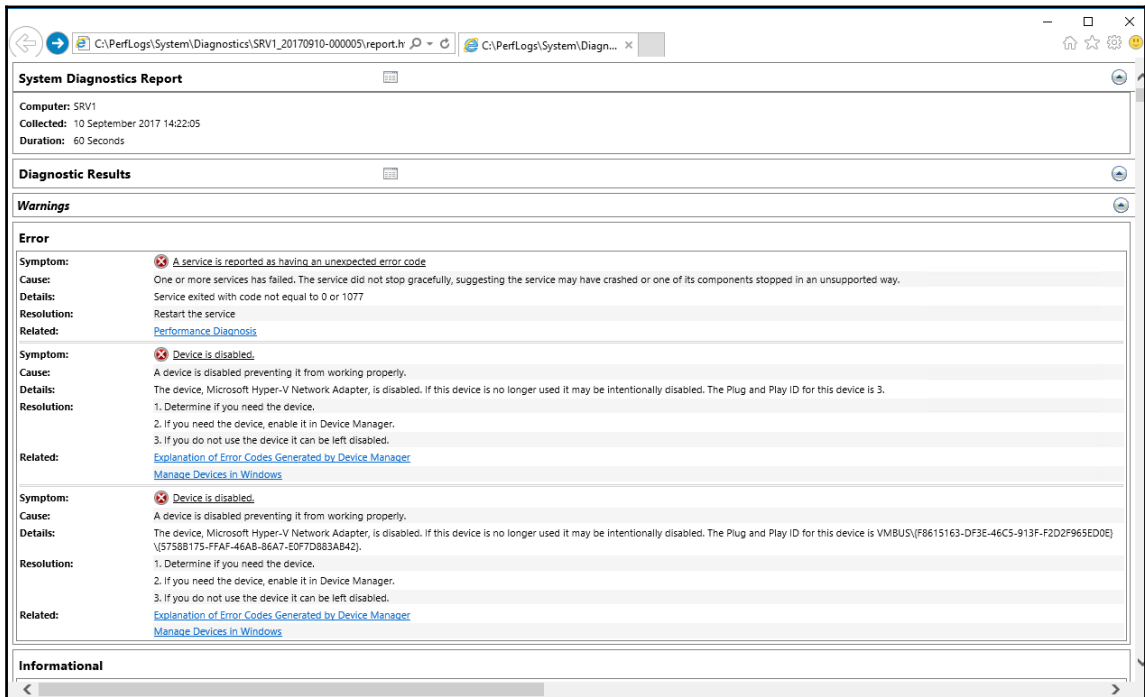 C:\PerfLogs\System\Diagnostics\SRV1_20170910-000005\report.h
C:\PerfLogs\System\Diagn...
System Diagnostics Report
Computer: SRV1
Collected: 10 September 2017 14:22:05
Duration: 60 Seconds
Diagnostic Results
Warnings
Error
Symptom: A service is reported as having an unexpected error code
Cause: One or more services has failed. The service did not stop gracefully, suggesting the service may have crashed or one of its components stopped in an unsupported way.
Details: Service exited with code not equal to 0 or 1077
Resolution: Restart the service
Related: Performance Diagnosis
Symptom: Device is disabled.
Cause: A device is disabled preventing it from working properly.
Details: The device, Microsoft Hyper-V Network Adapter, is disabled. If this device is no longer used it may be intentionally disabled. The Plug and Play ID for this device is 3.
Resolution: 1. Determine if you need the device.
2. If you need the device, enable it in Device Manager.
3. If you do not use the device it can be left disabled.
Related: Explanation of Error Codes Generated by Device Manager
Manage Devices in Windows
Symptom: Device is disabled.
Cause: A device is disabled preventing it from working properly.
Details: The device, Microsoft Hyper-V Network Adapter, is disabled. If this device is no longer used it may be intentionally disabled. The Plug and Play ID for this device is VMBUS\{F8615163-DF3E-46C5-913F-F2D2F965ED0E}
\{5758B175-FFAF-46AB-86A7-E0F7D883AB42}.
Resolution: 1. Determine if you need the device.
2. If you need the device, enable it in Device Manager.
3. If you do not use the device it can be left disabled.
Related: Explanation of Error Codes Generated by Device Manager
Manage Devices in Windows
Informational